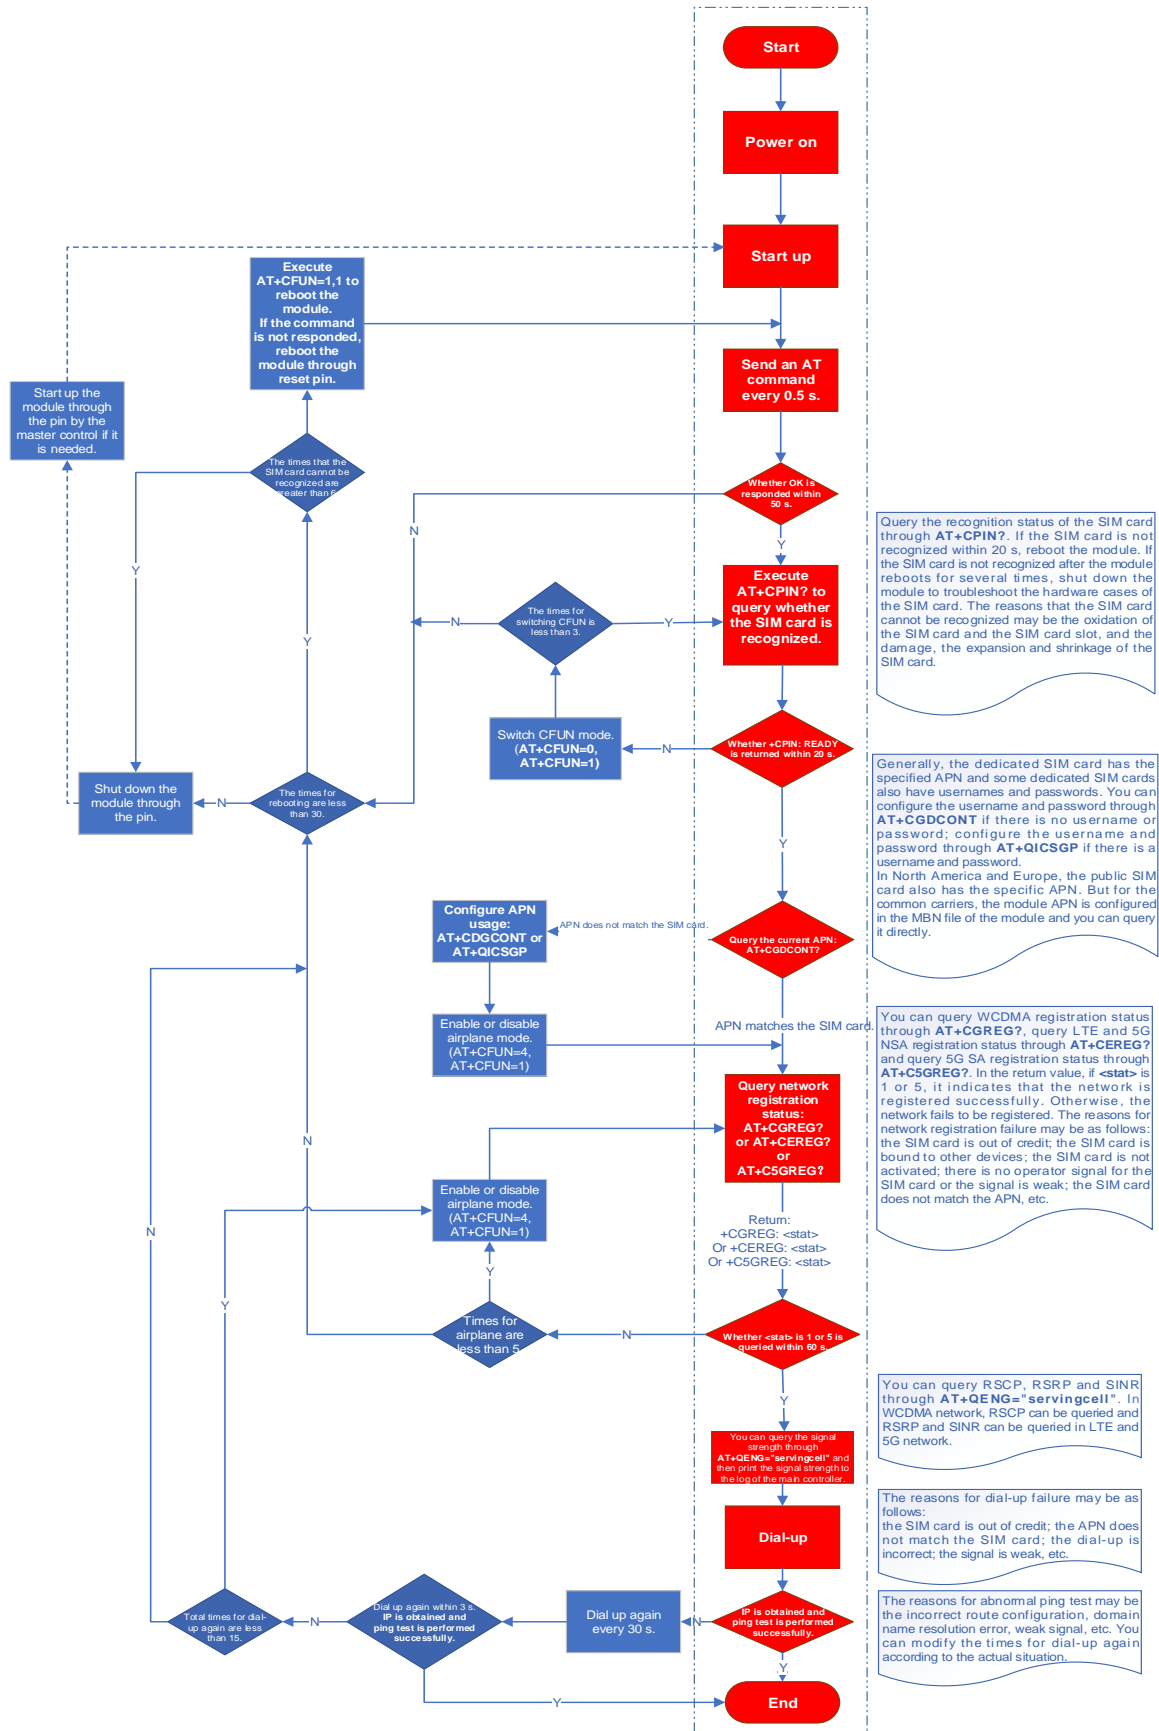 Start
Power on
Start up
Execute
AT+CFUN=1,1 to
reboot the
module.
If the command
is not responded,
reboot the
module through
reset pin.
Send an AT
command
every 0.5 s.
Start up the
module through
the pin by the
master control if it
is needed.
The times that the
SIM card cannot be
recognized are
greater than 6
Whether OK is
responded within
50 s.
N
Y
Query the recognition status of the SIM card
through AT+CPIN?. If the SIM card is not
recognized within 20 s, reboot the module. If
the SIM card is not recognized after the module
reboots for several times, shut down the
module to troubleshoot the hardware cases of
the SIM card. The reasons that the SIM card
cannot be recognized may be the oxidation of
the SIM card and the SIM card slot, and the
damage, the expansion and shrinkage of the
SIM card.
Y
Execute
AT+CPIN? to
query whether
the SIM card is
recognized.
The times for
switching CFUN is
less than 3.
N
Y
Y
Switch CFUN mode.
(AT+CFUN=0,
AT+CFUN=1)
N
Whether +CPIN: READY
is returned within 20 s.
Shut down the
module through
the pin.
N
The times for
rebooting are less
than 30.
Generally, the dedicated SIM card has the
specified APN and some dedicated SIM cards
also have usernames and passwords. You can
configure the username and password through
AT+CGDCONT if there is no username or
password; configure the username and
password through AT+QICSGP if there is a
username and password.
In North America and Europe, the public SIM
card also has the specific APN. But for the
common carriers, the module APN is configured
in the MBN file of the module and you can query
it directly.
Y
Configure APN
usage:
AT+CDGCONT or
AT+QICSGP
APN does not match the SIM card.
Query the current APN:
AT+CGDCONT?
Enable or disable
airplane mode.
(AT+CFUN=4,
AT+CFUN=1)
APN matches the SIM card.
You can query WCDMA registration status
through AT+CGREG?, query LTE and 5G
NSA registration status through AT+CEREG?
and query 5G SA registration status through
AT+C5GREG?. In the return value, if <stat> is
1 or 5, it indicates that the network is
registered successfully. Otherwise, the
network fails to be registered. The reasons for
network registration failure may be as follows:
the SIM card is out of credit; the SIM card is
bound to other devices; the SIM card is not
activated; there is no operator signal for the
SIM card or the signal is weak; the SIM card
does not match the APN, etc.
Query network
registration
status:
AT+CGREG?
or AT+CEREG?
or
AT+C5GREG?
N
Enable or disable
airplane mode.
(AT+CFUN=4,
AT+CFUN=1)
N
Return:
+CGREG: <stat>
Or +CEREG: <stat>
Or +C5GREG: <stat>
Y
Y
Times for
airplane are
less than 5
N
Whether <stat> is 1 or 5 is
queried within 60 s
Y
You can query RSCP, RSRP and SINR
through AT+QENG="servingcell". In
WCDMA network, RSCP can be queried and
RSRP and SINR can be queried in LTE and
5G network.
You can query the signal
strength through
AT+QENG="servingcell" and
then print the signal strength to
the log of the main controller.
Dial-up
The reasons for dial-up failure may be as
follows:
the SIM card is out of credit; the APN does
not match the SIM card; the dial-up is
incorrect; the signal is weak, etc.
Total times for dial-
up again are less
than 15.
N
Dial up again within 3 s.
IP is obtained and
ping test is performed
successfully.
Dial up again
every 30 s.
N
IP is obtained and
ping test is performed
successfully.
The reasons for abnormal ping test may be
the incorrect route configuration, domain
name resolution error, weak signal, etc. You
can modify the times for dial-up again
according to the actual situation.
Y
Y
End